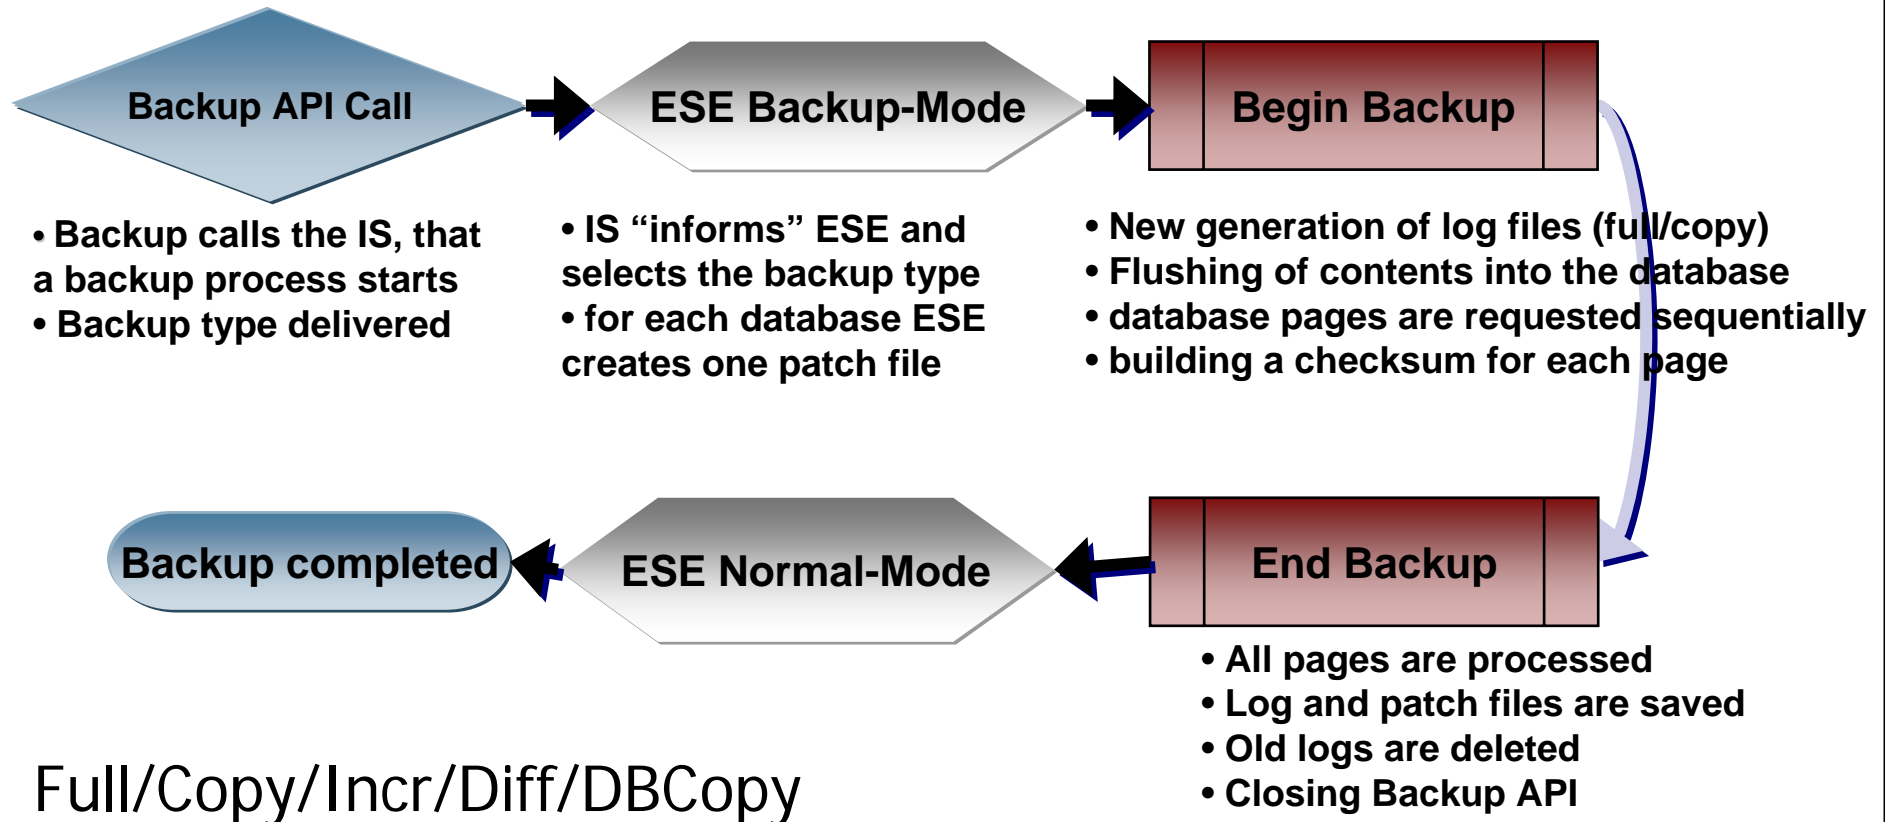 Backup API Call
ESE Backup-Mode
Begin Backup
• Backup calls the IS, that
a backup process starts
• Backup type delivered
• IS “informs” ESE and
selects the backup type
• for each database ESE
creates one patch file
• New generation of log files (full/copy)
• Flushing of contents into the database
• database pages are requested sequentially
• building a checksum for each page
Backup completed
ESE Normal-Mode
End Backup
• All pages are processed
• Log and patch files are saved
• Old logs are deleted
• Closing Backup API
Full/Copy/Incr/Diff/DBCopy